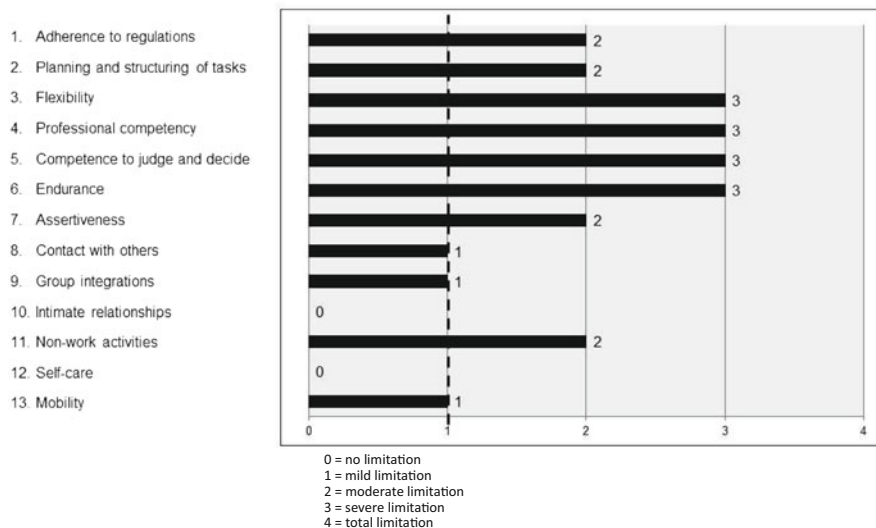 1. Adherence to regulations 2
2. Planning and structuring of tasks 2
3. Flexibility 3
4. Professional competency 3
5. Competence to judge and decide 3
6. Endurance 3
7. Assertiveness 2
8. Contact with others 1
9. Group integrations 1
10. Intimate relationships 0
11. Non-work activities 2
12. Self-care 0
13. Mobility 1
0 1 2 3 4
0 = no limitation
1 = mild limitation
2 = moderate limitation
3 = severe limitation
4 = total limitation